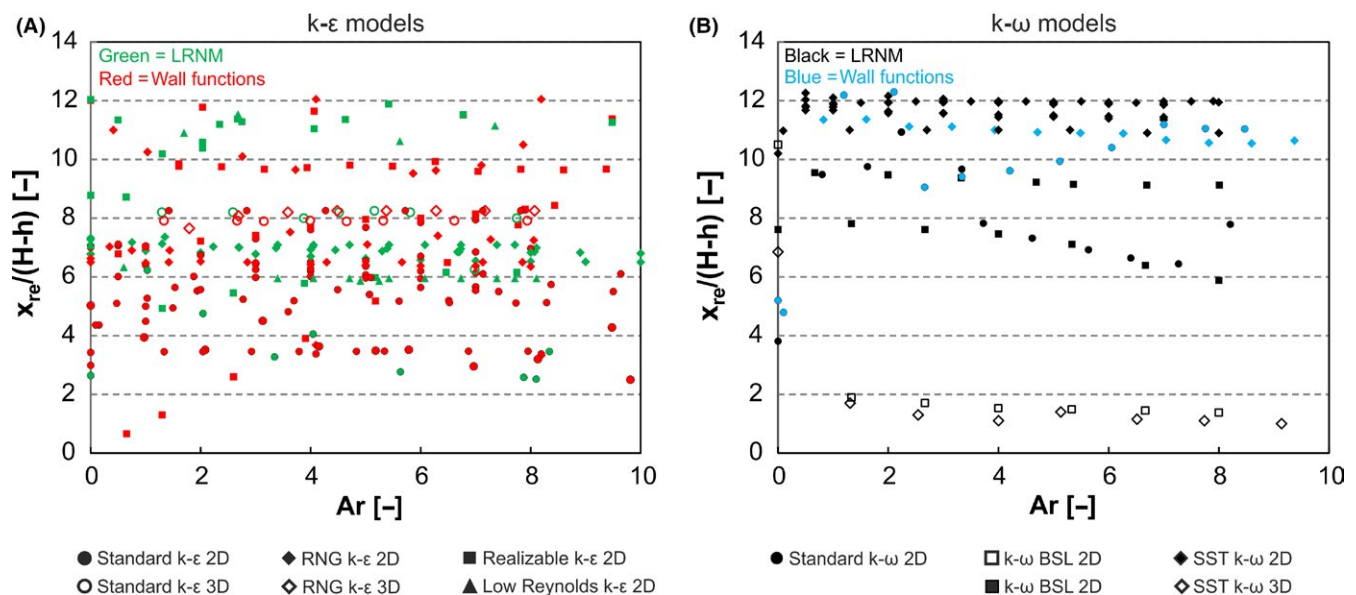 (A) k-ε models
14
12
10
8
6
4
2
0
x_re/(H-h) [–]
Green = LRNM
Red = Wall functions
0 2 4 6 8 10
Ar [–]
● Standard k-ε 2D ◆ RNG k-ε 2D ■ Realizable k-ε 2D
○ Standard k-ε 3D ◇ RNG k-ε 3D ▲ Low Reynolds k-ε 2D
(B) k-ω models
14
12
10
8
6
4
2
0
x_re/(H-h) [–]
Black = LRNM
Blue = Wall functions
0 2 4 6 8 10
Ar [–]
● Standard k-ω 2D □ k-ω BSL 2D ◆ SST k-ω 2D
■ k-ω BSL 2D ◇ SST k-ω 3D